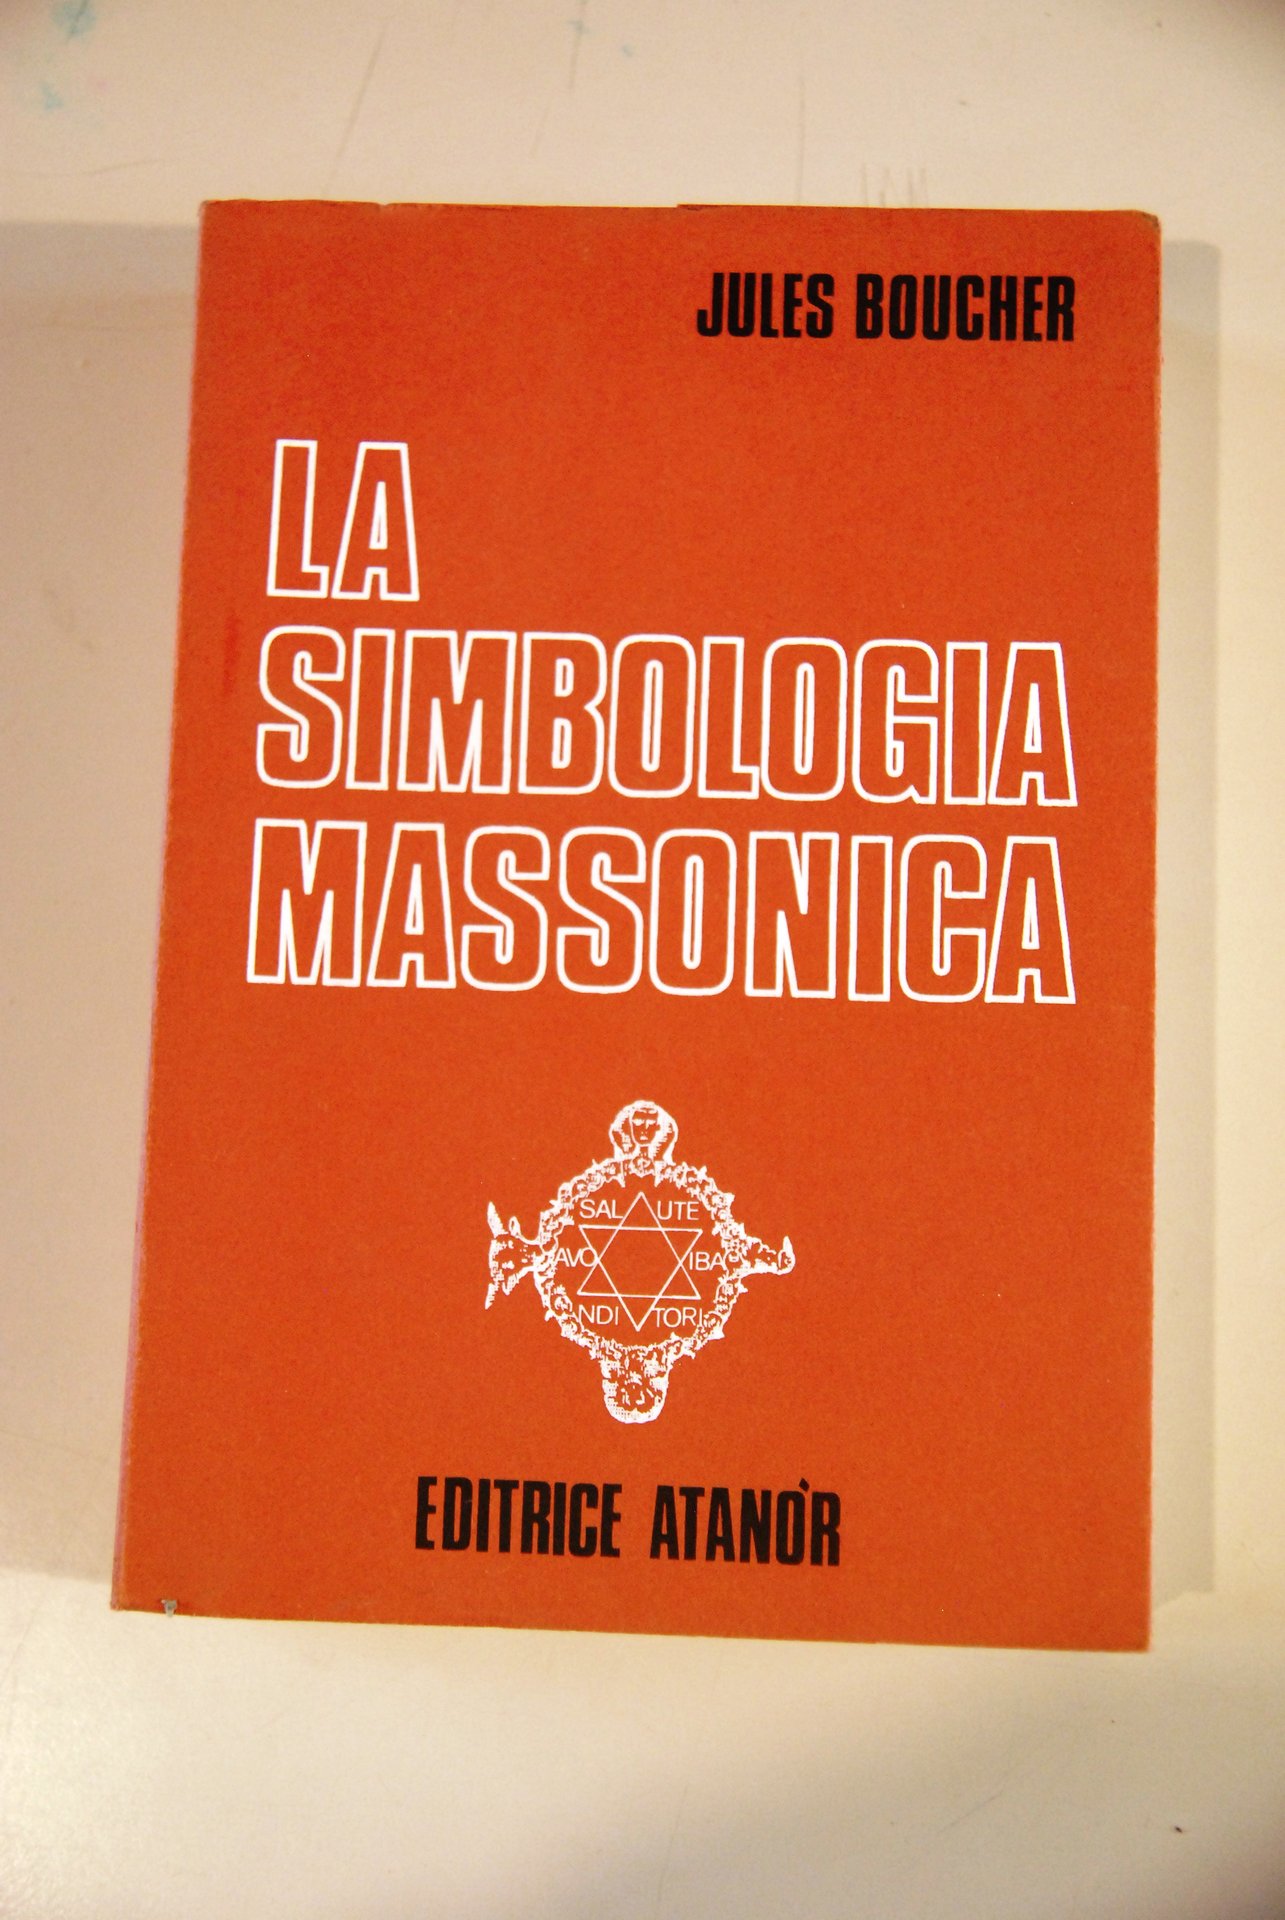 JULES BOUCHER
LA
SIMBOLOGIA
MASSONICA
SAL UTE
AVO IBA
NDI TORI
EDITRICE ATANÒR